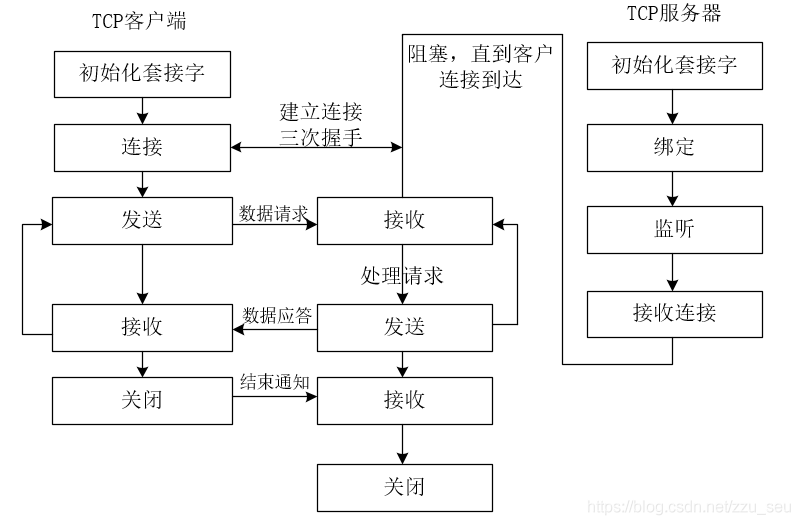 TCP客户端
TCP服务器
初始化套接字
阻塞，直到客户
连接到达
初始化套接字
建立连接
三次握手
连接
绑定
发送
数据请求
接收
监听
处理请求
接收连接
接收
数据应答
发送
关闭
结束通知
接收
关闭
https://blog.csdn.net/zzu_seu